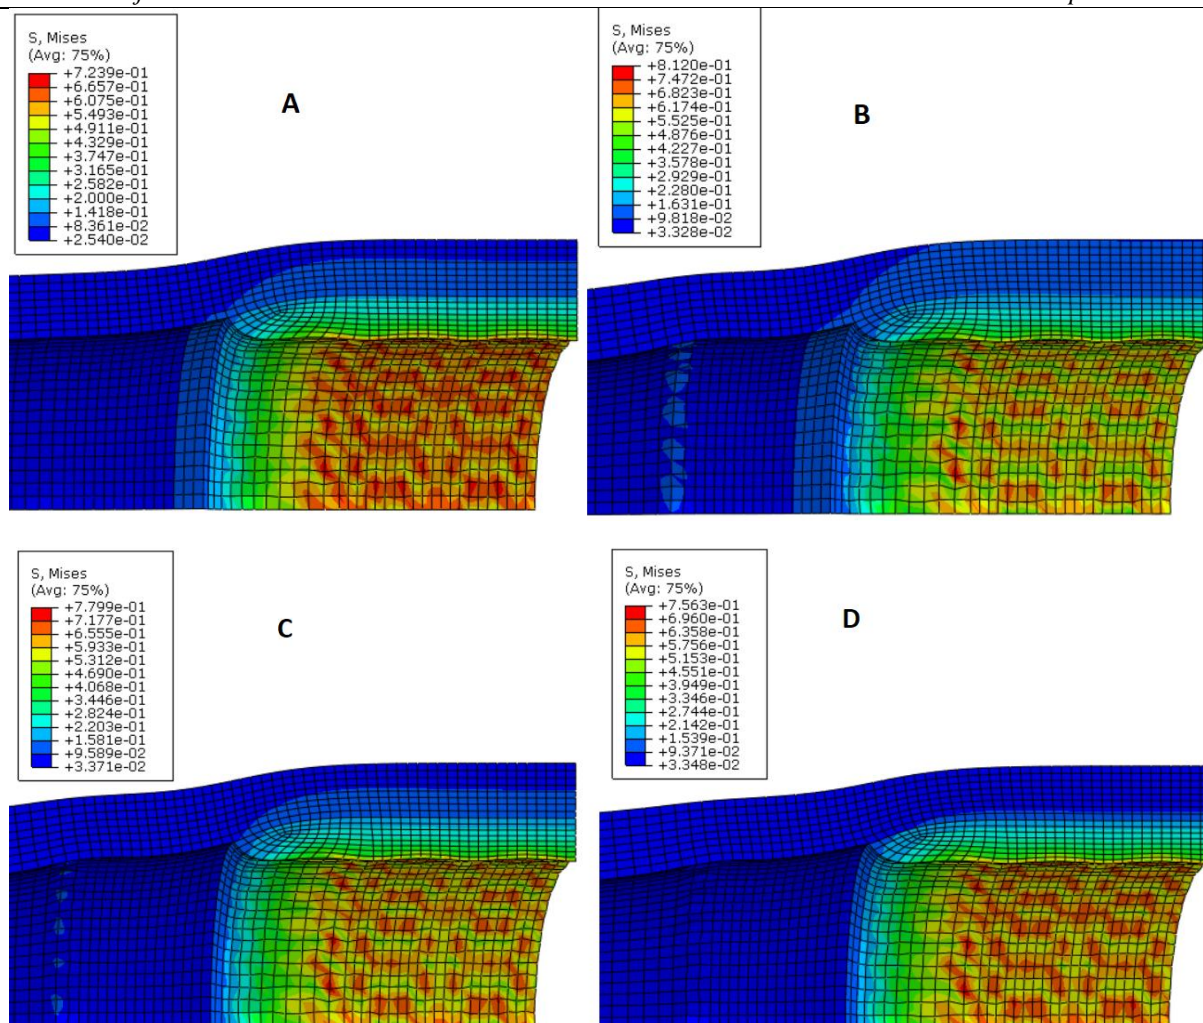 S, Mises
(Avg: 75%)
+7.239e-01
+6.657e-01
+6.075e-01
+5.493e-01
+4.911e-01
+4.329e-01
+3.747e-01
+3.165e-01
+2.582e-01
+2.000e-01
+1.418e-01
+8.361e-02
+2.540e-02
A
S, Mises
(Avg: 75%)
+8.120e-01
+7.472e-01
+6.823e-01
+6.174e-01
+5.525e-01
+4.876e-01
+4.227e-01
+3.578e-01
+2.929e-01
+2.280e-01
+1.631e-01
+9.818e-02
+3.328e-02
B
S, Mises
(Avg: 75%)
+7.799e-01
+7.177e-01
+6.555e-01
+5.933e-01
+5.312e-01
+4.690e-01
+4.068e-01
+3.446e-01
+2.824e-01
+2.203e-01
+1.581e-01
+9.589e-02
+3.371e-02
C
S, Mises
(Avg: 75%)
+7.563e-01
+6.960e-01
+6.358e-01
+5.756e-01
+5.153e-01
+4.551e-01
+3.949e-01
+3.346e-01
+2.744e-01
+2.142e-01
+1.539e-01
+9.371e-02
+3.348e-02
D